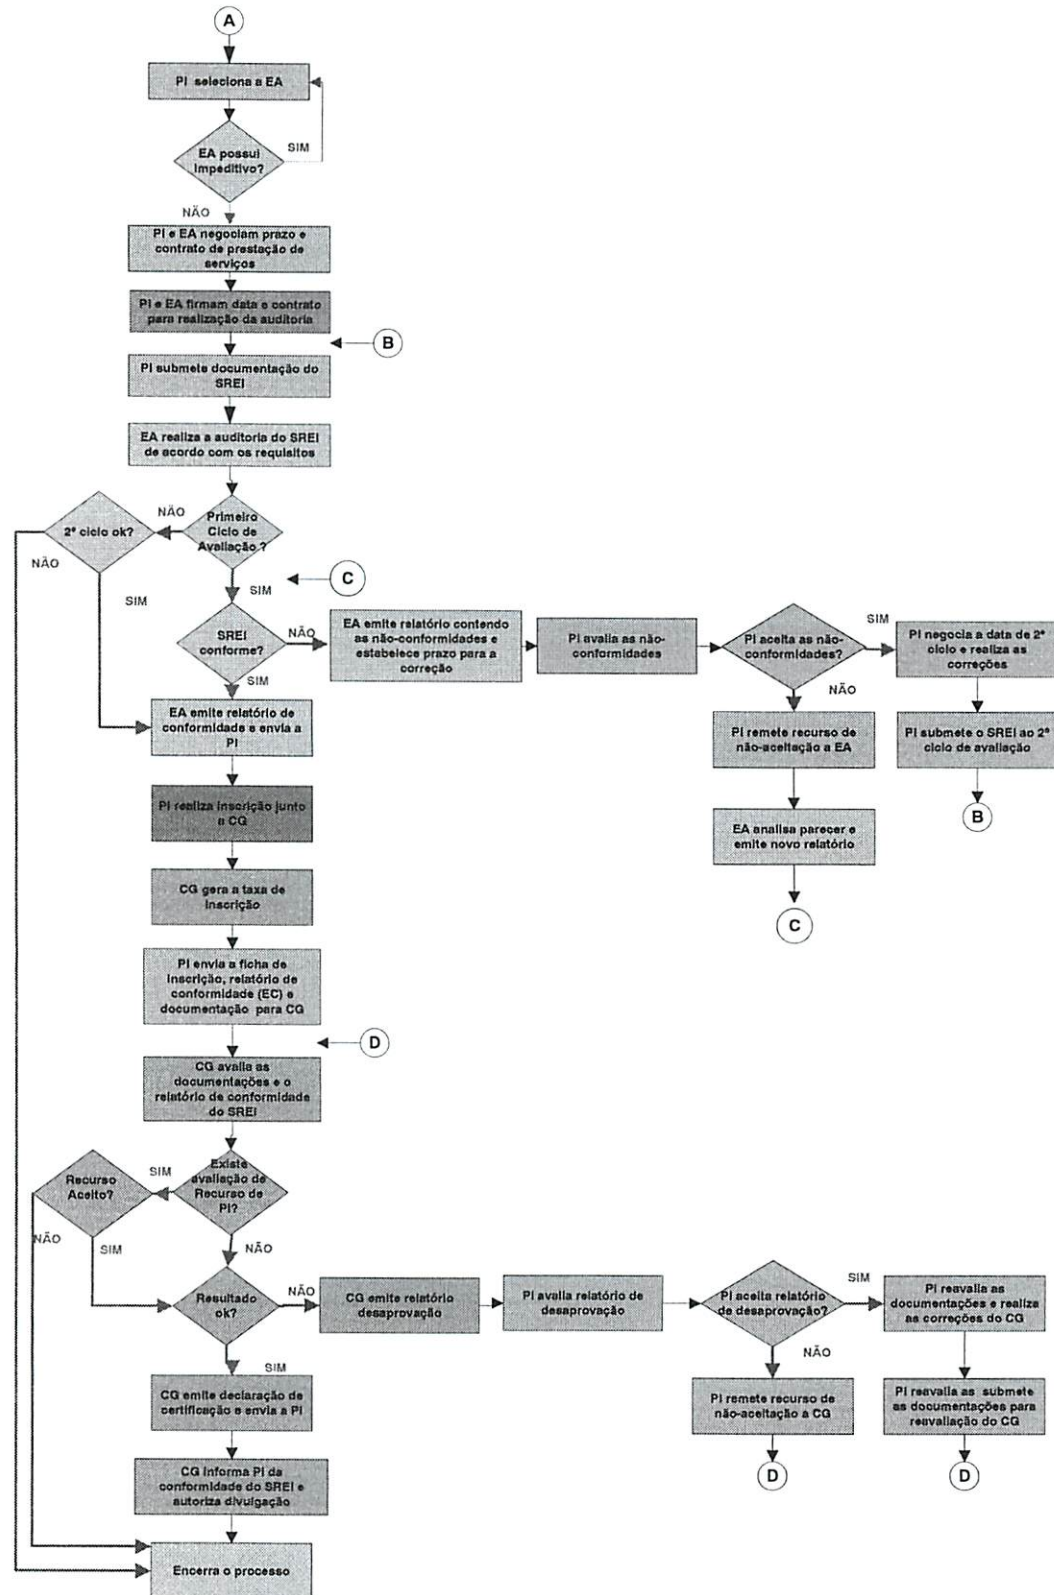 A
PI seleciona a EA
EA possui
impeditivo?
SIM
NÃO
PI e EA negociam prazo e
contrato de prestação de
serviços
PI e EA firmam data e contrato
para realização da auditoria
B
PI submete documentação do
SREI
EA realiza a auditoria do SREI
de acordo com os requisitos
2º ciclo ok?
NÃO
Primeiro
Ciclo de
Avaliação ?
NÃO
SIM
SIM
C
SREI
conforme?
NÃO
SIM
EA emite relatório contendo
as não-conformidades e
estabelece prazo para a
correção
PI avalia as não-
conformidades
PI aceita as não-
conformidades?
SIM
NÃO
PI negocia a data de 2º
ciclo e realiza as
correções
EA emite relatório de
conformidade e envia a
PI
PI remete recurso de
não-aceitação a EA
PI submete o SREI ao 2º
ciclo de avaliação
B
PI realiza inscrição junto
a CG
EA analisa parecer e
emite novo relatório
C
CG gera a taxa de
inscrição
PI envia a ficha de
inscrição, relatório de
conformidade (EC) e
documentação para CG
D
CG avalia as
documentações e o
relatório de conformidade
do SREI
Recurso
Aceito?
SIM
Existe
avaliação de
Recurso de
PI?
NÃO
SIM
NÃO
Resultado
ok?
NÃO
SIM
CG emite relatório
desaprovação
PI avalia relatório de
desaprovação
PI aceita relatório
de desaprovação?
SIM
NÃO
PI reavalia as
documentações e realiza
as correções do CG
CG emite declaração de
certificação e envia a PI
PI remete recurso de
não-aceitação a CG
PI reavalia as submete
as documentações para
reavaliação do CG
D
D
CG informa PI da
conformidade do SREI e
autoriza divulgação
Encerra o processo